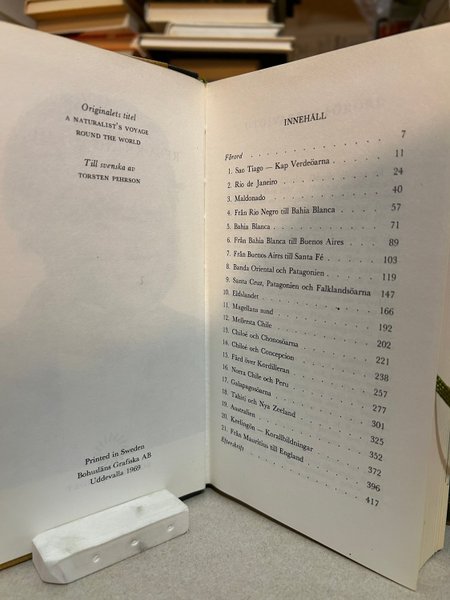 Originalets titel
A NATURALIST'S VOYAGE
ROUND THE WORLD
Till svenska av
TORSTEN PEHRSON
Printed in Sweden
Bohusläns Grafiska AB
Uddevalla 1969
INNEHÅLL
Förord . . . 7
1. Sao Tiago — Kap Verdeöarna . . . 11
2. Rio de Janeiro . . . 24
3. Maldonado . . . 40
4. Från Rio Negro till Bahia Blanca . . . 57
5. Bahia Blanca . . . 71
6. Från Bahia Blanca till Buenos Aires . . . 89
7. Från Buenos Aires till Santa Fé . . . 103
8. Banda Oriental och Patagonien . . . 119
9. Santa Cruz, Patagonien och Falklandsöarna 147
10. Eldslandet . . . 166
11. Magellans sund . . . 192
12. Mellersta Chile . . . 202
13. Chiloé och Chonosöarna . . . 221
14. Chiloé och Concepcion . . . 238
15. Färd över Kordilleran . . . 257
16. Norra Chile och Peru . . . 277
17. Galapagosöarna . . . 301
18. Tahiti och Nya Zeeland . . . 325
19. Australien . . . 352
20. Keelingön — Korallbildningar . . . 372
21. Från Mauritius till England . . . 396
Efterskrift . . . 417